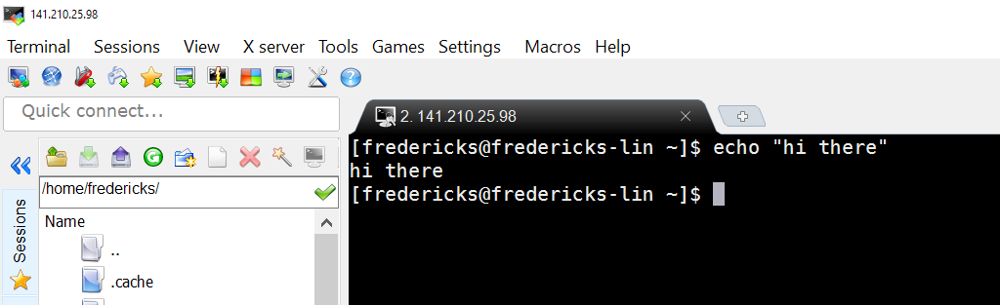 141.210.25.98
Terminal Sessions View X server Tools Games Settings Macros Help
Quick connect...
2. 141.210.25.98
[fredericks@fredericks-lin ~]$ echo "hi there"
hi there
[fredericks@fredericks-lin ~]$
/home/fredericks/
Sessions
Name
..
.cache